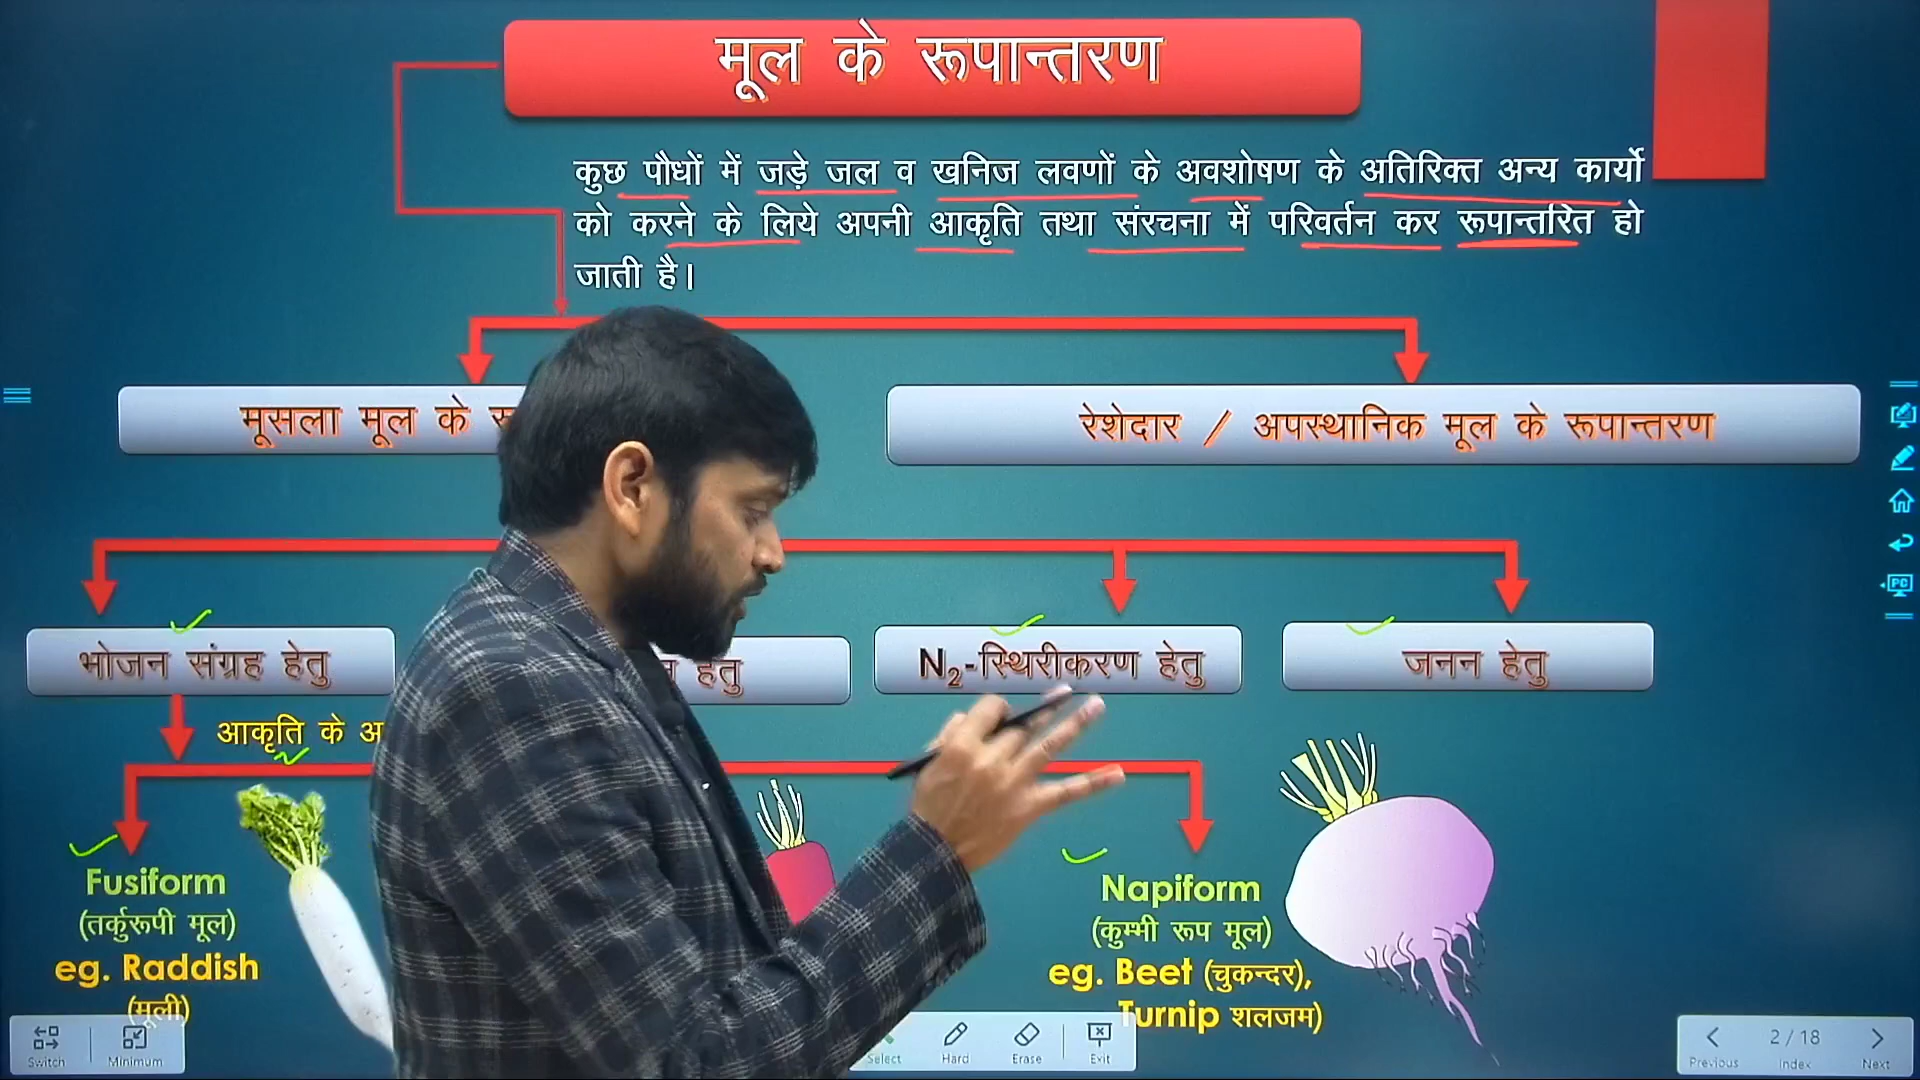 मूल के रूपान्तरण
कुछ पौधों में जड़े जल व खनिज लवणों के अवशोषण के अतिरिक्त अन्य कार्यो
को करने के लिये अपनी आकृति तथा संरचना में परिवर्तन कर रूपान्तरित हो
जाती है।
मूसला मूल के
रेशेदार / अपस्थानिक मूल के रूपान्तरण
भोजन संग्रह हेतु
हेतु
N₂-स्थिरीकरण हेतु
जनन हेतु
आकृति के
Fusiform
(तर्कुरूपी मूल)
eg. Raddish
(मूली)
Napiform
(कुम्भी रूप मूल)
eg. Beet (चुकन्दर),
Turnip शलजम)
Switch
Minimum
Select
Hard
Erase
Exit
Previous
2 / 18
Index
Next
PC